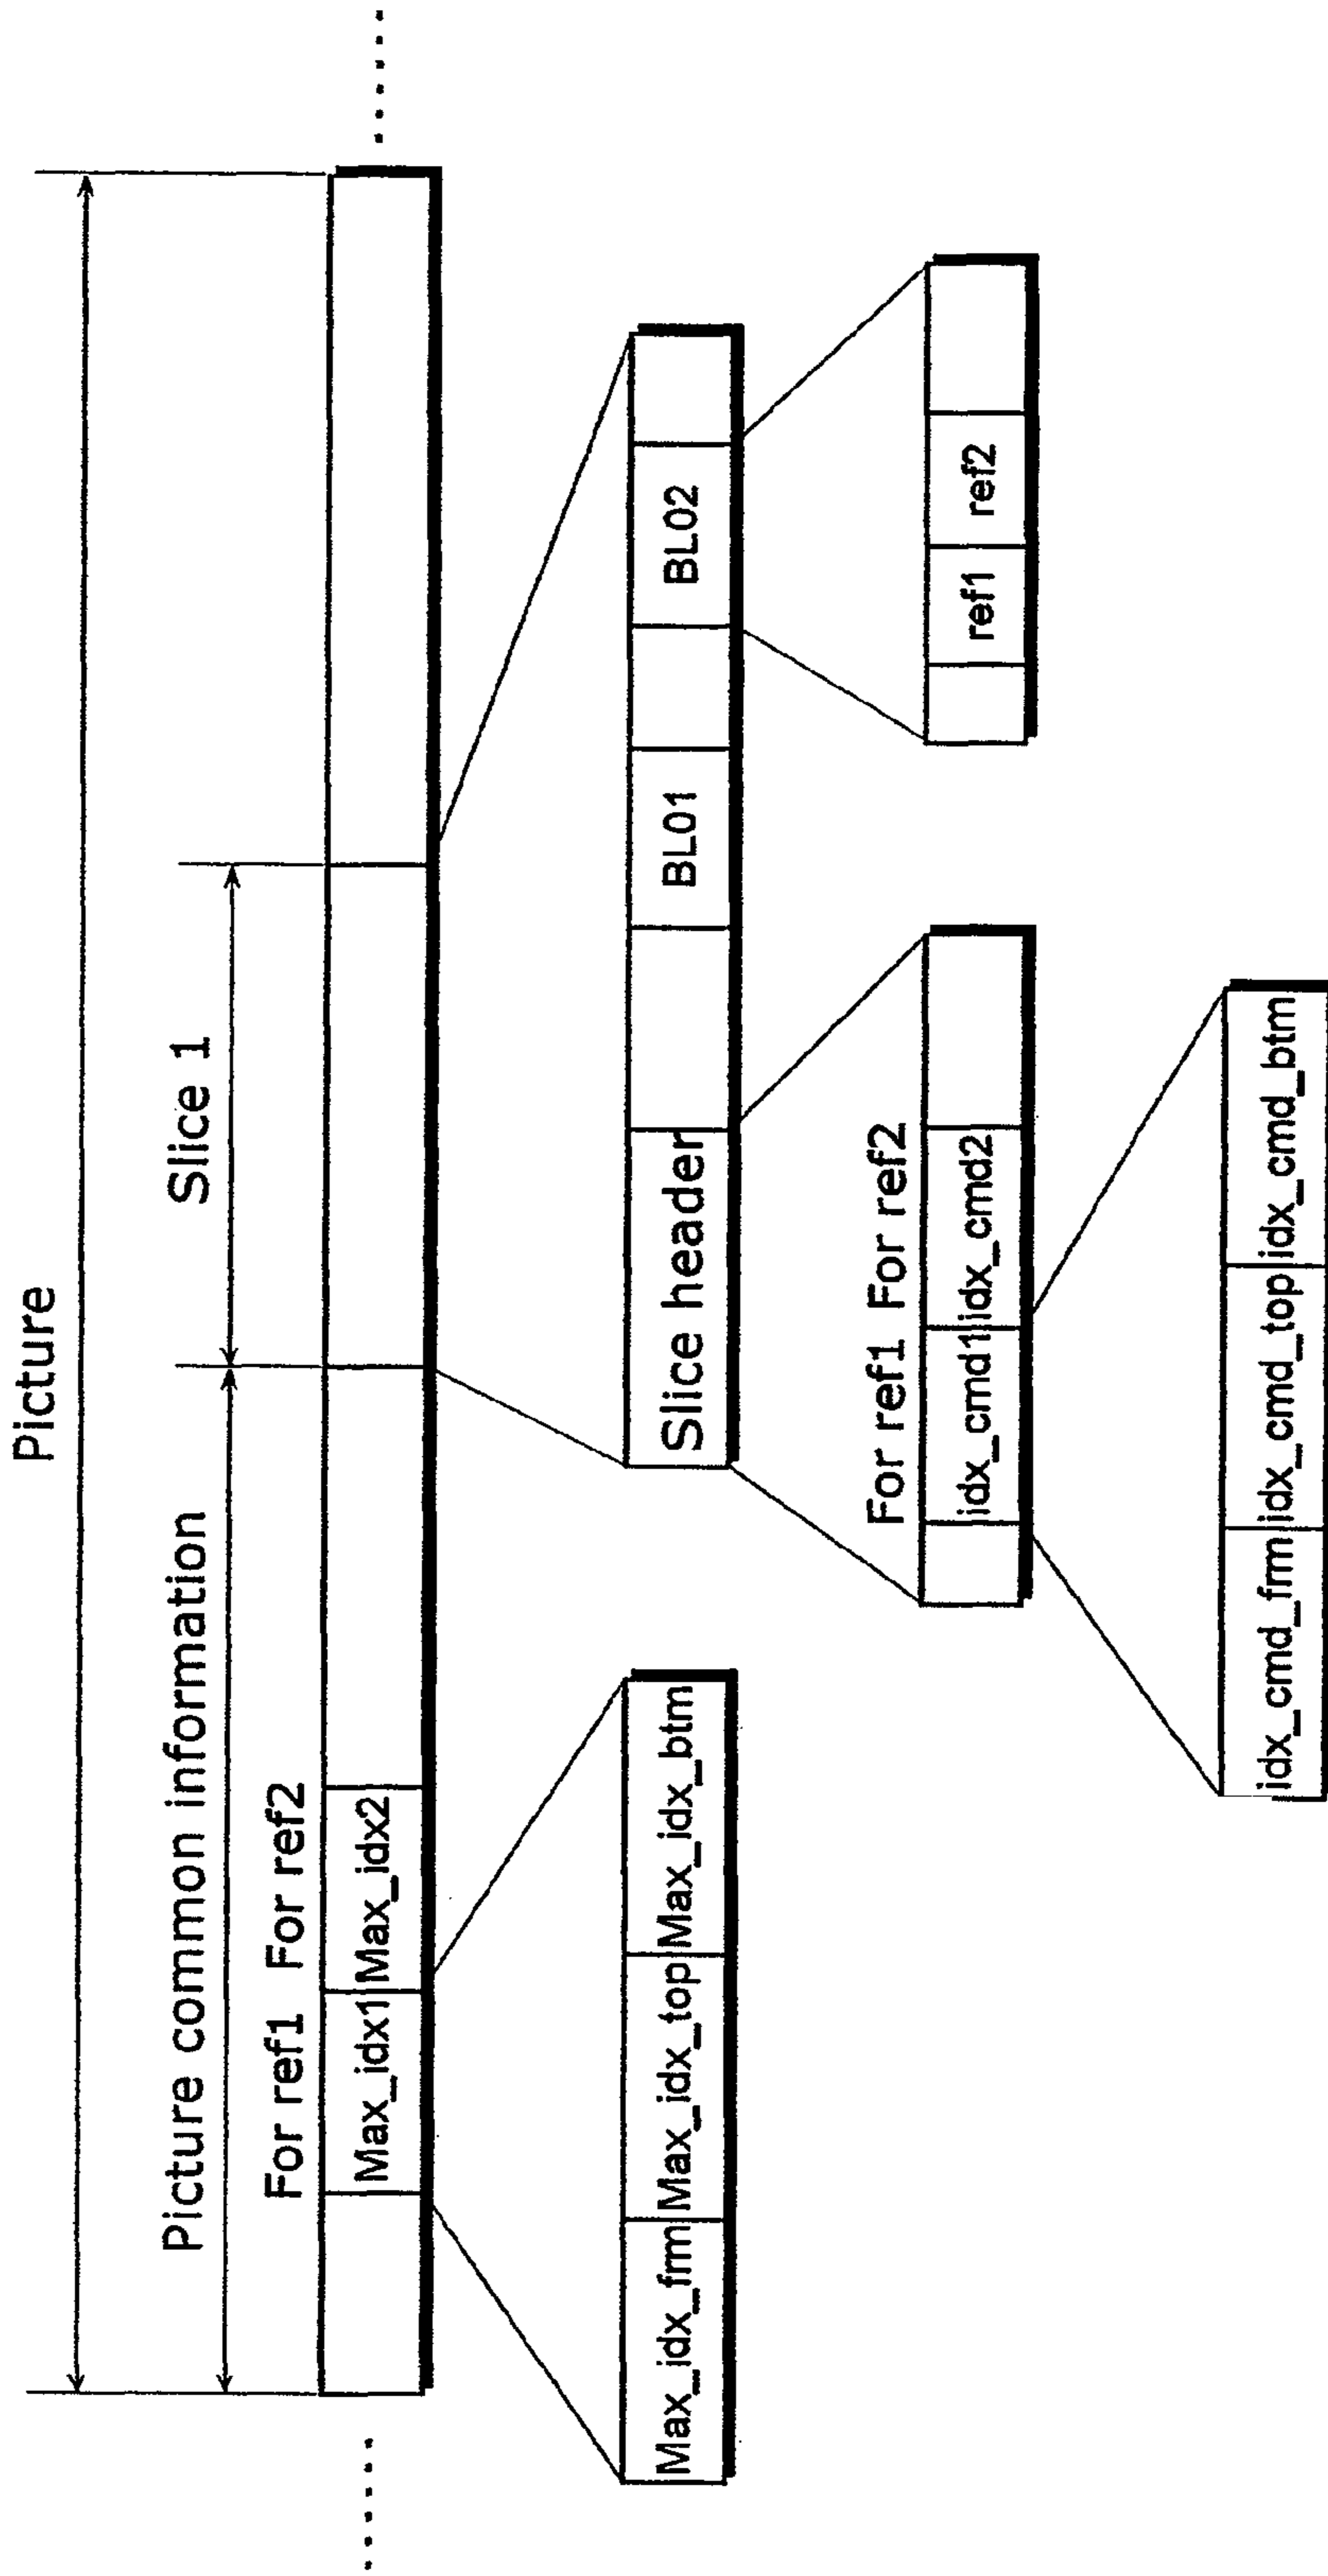 Picture
Picture common information
Slice 1
For ref1 For ref2
Max_idx1 Max_idx2
Max_idx_frm Max_idx_top Max_idx_btm
Slice header BL01 BL02
For ref1 For ref2
idx_cmd1 idx_cmd2
ref1 ref2
idx_cmd_frm idx_cmd_top idx_cmd_btm